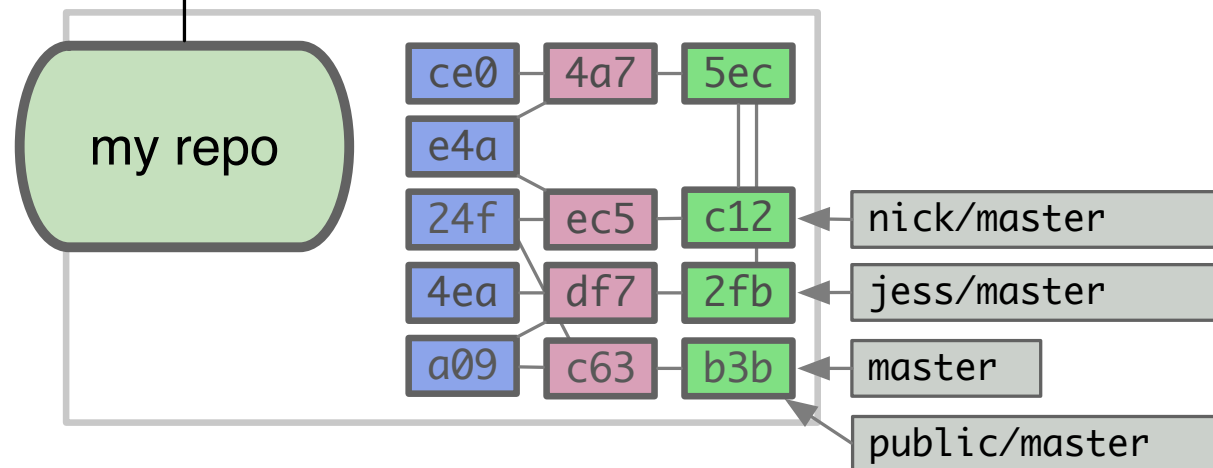 ce0 4a7 5ec
my repo
e4a
24f ec5 c12 nick/master
4ea df7 2fb jess/master
a09 c63 b3b master
public/master